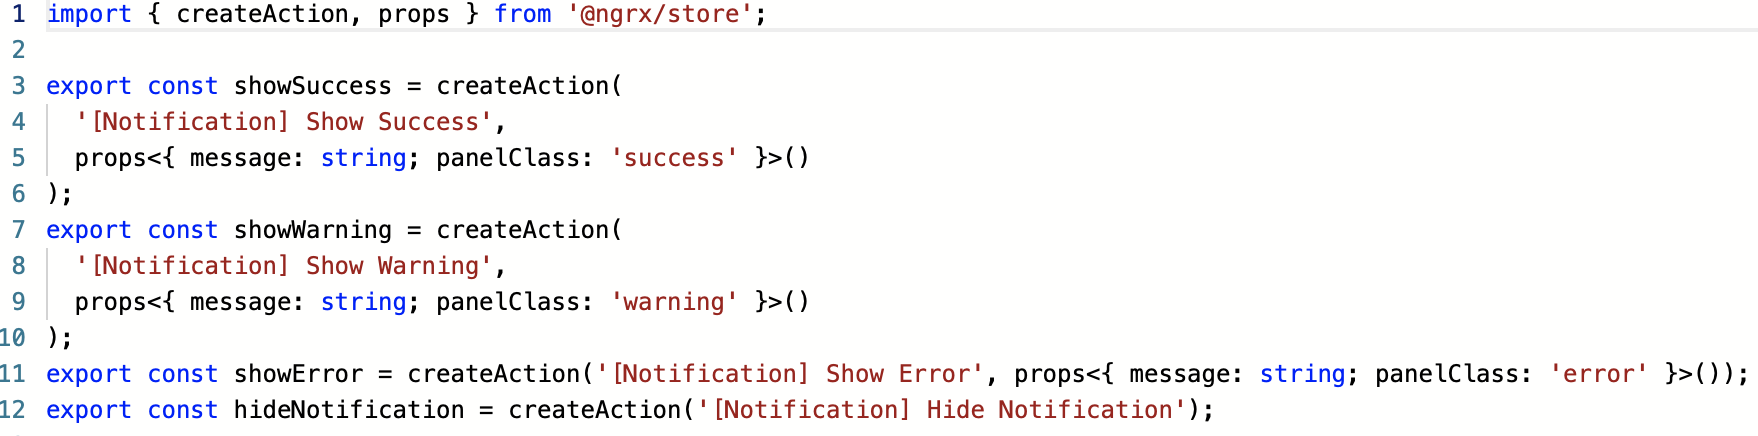 1 import { createAction, props } from '@ngrx/store';
2
3 export const showSuccess = createAction(
4   '[Notification] Show Success',
5   props<{ message: string; panelClass: 'success' }>()
6 );
7 export const showWarning = createAction(
8   '[Notification] Show Warning',
9   props<{ message: string; panelClass: 'warning' }>()
10 );
11 export const showError = createAction('[Notification] Show Error', props<{ message: string; panelClass: 'error' }>());
12 export const hideNotification = createAction('[Notification] Hide Notification');